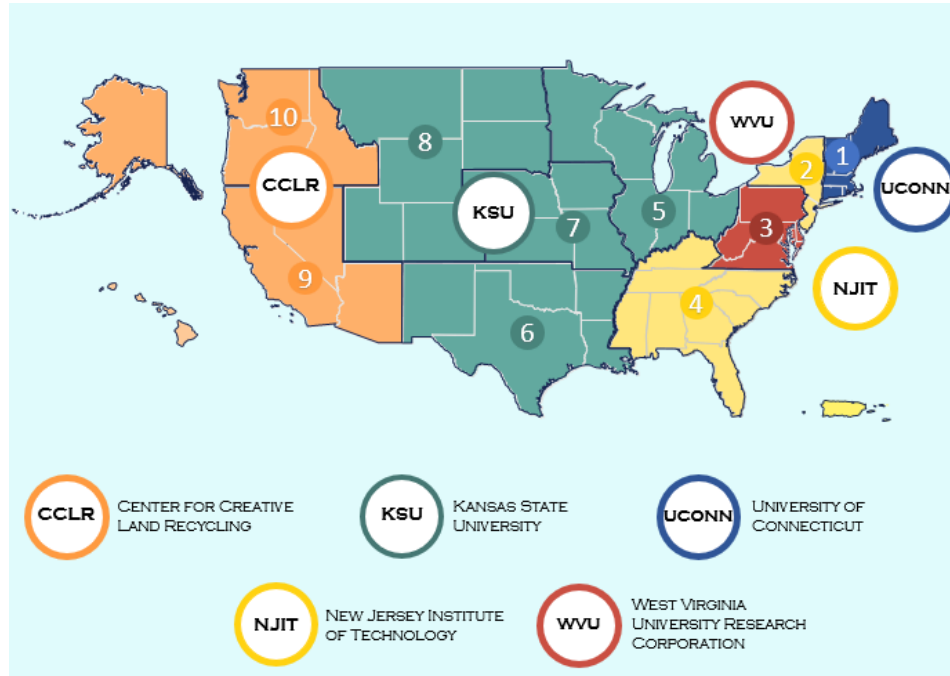 WVU
10
2
1
8
CCLR
UCONN
KSU
5
7
3
9
NJIT
4
6
CCLR
CENTER FOR CREATIVE
LAND RECYCLING
KSU
KANSAS STATE
UNIVERSITY
UCONN
UNIVERSITY OF
CONNECTICUT
NJIT
NEW JERSEY INSTITUTE
OF TECHNOLOGY
WVU
WEST VIRGINIA
UNIVERSITY RESEARCH
CORPORATION